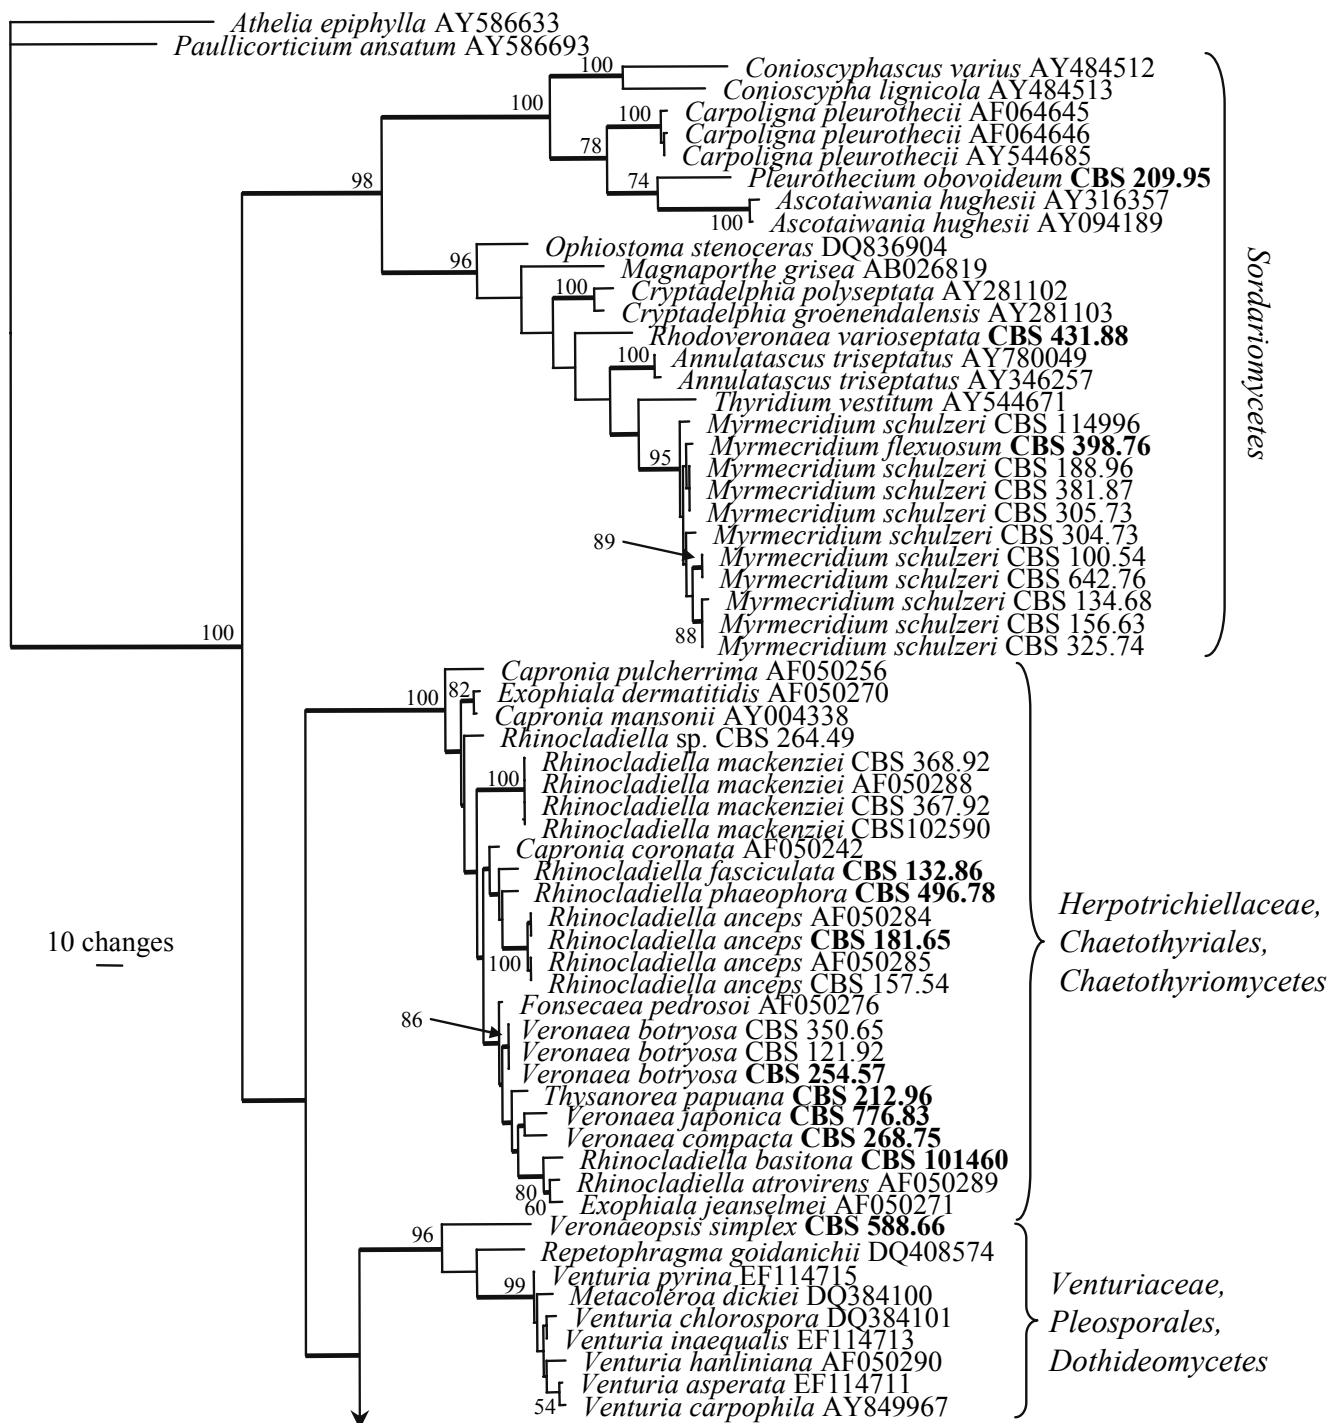 Athelia epiphylla AY586633
Paullicorticium ansatum AY586693
100
Conioscyphascus varius AY484512
Conioscypha lignicola AY484513
100
100
Carpoligna pleurothecii AF064645
Carpoligna pleurothecii AF064646
78
Carpoligna pleurothecii AY544685
98
74
Pleurothecium obovoideum CBS 209.95
Ascotaiwania hughesii AY316357
100
Ascotaiwania hughesii AY094189
Ophiostoma stenoceras DQ836904
96
Magnaporthe grisea AB026819
100
Cryptadelphia polyseptata AY281102
Cryptadelphia groenendalensis AY281103
Rhodoveronaea varioseptata CBS 431.88
100
Annulatascus triseptatus AY780049
Annulatascus triseptatus AY346257
Thyridium vestitum AY544671
Myrmecridium schulzeri CBS 114996
Myrmecridium flexuosum CBS 398.76
95
Myrmecridium schulzeri CBS 188.96
Myrmecridium schulzeri CBS 381.87
Myrmecridium schulzeri CBS 305.73
Myrmecridium schulzeri CBS 304.73
89
Myrmecridium schulzeri CBS 100.54
Myrmecridium schulzeri CBS 642.76
Myrmecridium schulzeri CBS 134.68
Myrmecridium schulzeri CBS 156.63
88
Myrmecridium schulzeri CBS 325.74
Sordariomycetes
100
Capronia pulcherrima AF050256
100
82
Exophiala dermatitidis AF050270
Capronia mansonii AY004338
Rhinocladiella sp. CBS 264.49
Rhinocladiella mackenziei CBS 368.92
100
Rhinocladiella mackenziei AF050288
Rhinocladiella mackenziei CBS 367.92
Rhinocladiella mackenziei CBS102590
Capronia coronata AF050242
Rhinocladiella fasciculata CBS 132.86
Rhinocladiella phaeophora CBS 496.78
Rhinocladiella anceps AF050284
Rhinocladiella anceps CBS 181.65
100
Rhinocladiella anceps AF050285
Rhinocladiella anceps CBS 157.54
10 changes
Fonsecaea pedrosoi AF050276
86
Veronaea botryosa CBS 350.65
Veronaea botryosa CBS 121.92
Veronaea botryosa CBS 254.57
Thysanorea papuana CBS 212.96
Veronaea japonica CBS 776.83
Veronaea compacta CBS 268.75
Rhinocladiella basitona CBS 101460
80
Rhinocladiella atrovirens AF050289
60
Exophiala jeanselmei AF050271
Herpotrichiellaceae,
Chaetothyriales,
Chaetothyriomycetes
96
Veronaeopsis simplex CBS 588.66
Repetophragma goidanichii DQ408574
99
Venturia pyrina EF114715
Metacoleroa dickiei DQ384100
Venturia chlorospora DQ384101
Venturia inaequalis EF114713
Venturia hanliniana AF050290
Venturia asperata EF114711
54
Venturia carpophila AY849967
Venturiaceae,
Pleosporales,
Dothideomycetes